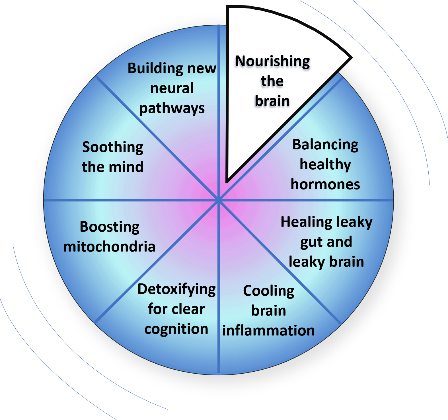 Nourishing
the
brain
Balancing
healthy
hormones
Healing leaky
gut and
leaky brain
Cooling
brain
inflammation
Detoxifying
for clear
cognition
Boosting
mitochondria
Soothing
the mind
Building new
neural
pathways